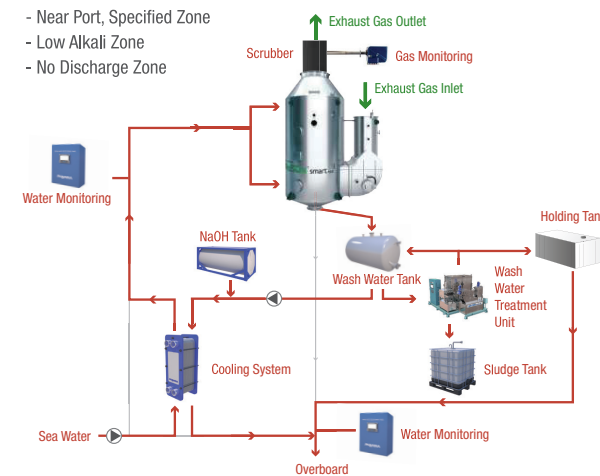 - Near Port, Specified Zone
- Low Alkali Zone
- No Discharge Zone
Exhaust Gas Outlet
Scrubber
Gas Monitoring
Exhaust Gas Inlet
smart
Water Monitoring
NaOH Tank
Holding Tan
Wash Water Tank
Wash
Water
Treatment
Unit
Cooling System
Sludge Tank
Sea Water
Water Monitoring
Overboard